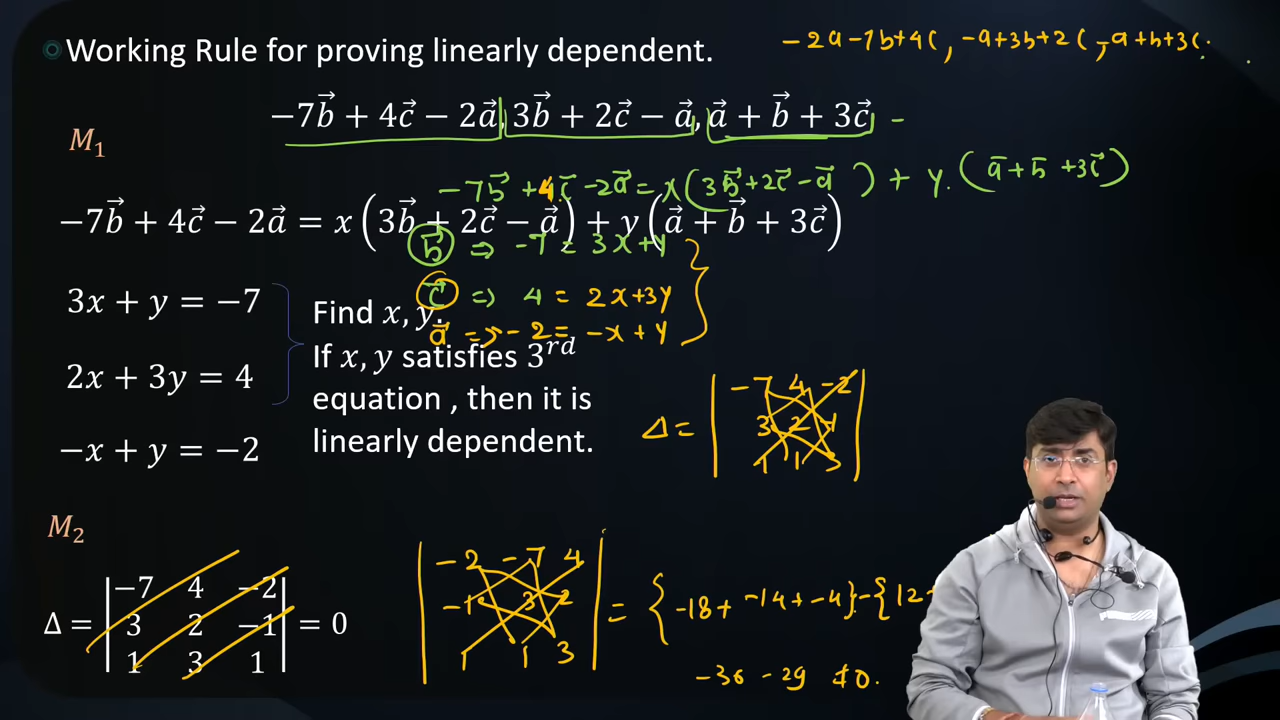 Working Rule for proving linearly dependent.
-2a-7b+4c, -a+3b+2c, a+b+3c.
−7b⃗ + 4c⃗ − 2a⃗, 3b⃗ + 2c⃗ − a⃗, a⃗ + b⃗ + 3c⃗
M₁
-7b⃗ + 4c⃗ - 2a⃗ = x(3b⃗+2c⃗-a⃗) + y.(a⃗+b⃗+3c⃗)
−7b⃗ + 4c⃗ − 2a⃗ = x(3b⃗ + 2c⃗ − a⃗) + y(a⃗ + b⃗ + 3c⃗)
b⃗ ⇒ -7 = 3x+y
3x + y = −7
c⃗ ⇒ 4 = 2x+3y
Find x, y.
a⃗ ⇒ -2 = -x+y
If x, y satisfies 3ʳᵈ
2x + 3y = 4
equation , then it is
linearly dependent.
−x + y = −2
Δ = | -7 4 -2
3 2 -1
1 1 3 |
M₂
Δ = | −7 4 −2
3 2 −1
1 3 1 | = 0
| -2 -7 4
-1 3 2
1 1 3 | = {-18+ -14+ -4}-{12
-36 -29 ≠0.